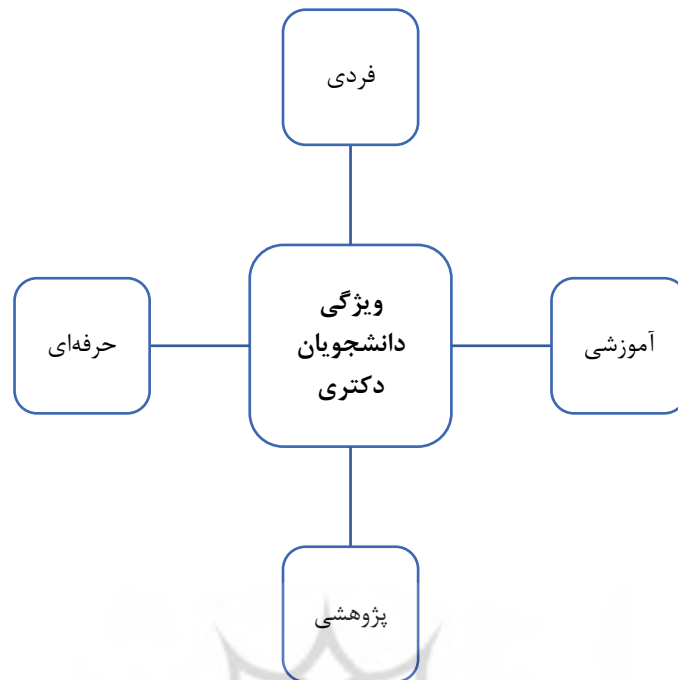 فردی
ویژگی
دانشجویان
دکتری
آموزشی
حرفه‌ای
پژوهشی